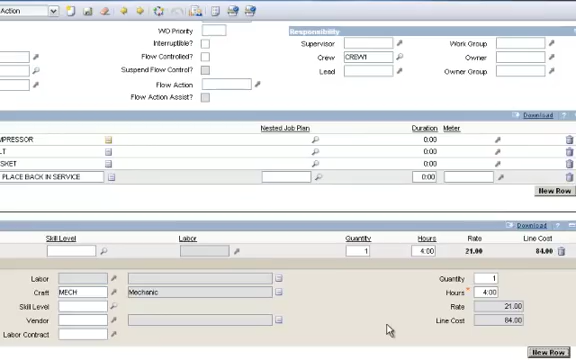 Action
WO Priority
Interruptible?
Flow Controlled?
Suspend Flow Control?
Flow Action
Flow Action Assist?
Responsibility
Supervisor
Crew CREW1
Lead
Work Group
Owner
Owner Group
Download
Nested Job Plan Duration Meter
MPRESSOR 0:00
LT 0:00
SKET 0:00
PLACE BACK IN SERVICE 0:00
New Row
Download
Skill Level Labor Quantity Hours Rate Line Cost
1 4:00 21.00 84.00
Labor
Craft MECH Mechanic
Skill Level
Vendor
Labor Contract
Quantity 1
Hours * 4:00
Rate 21.00
Line Cost 84.00
New Row